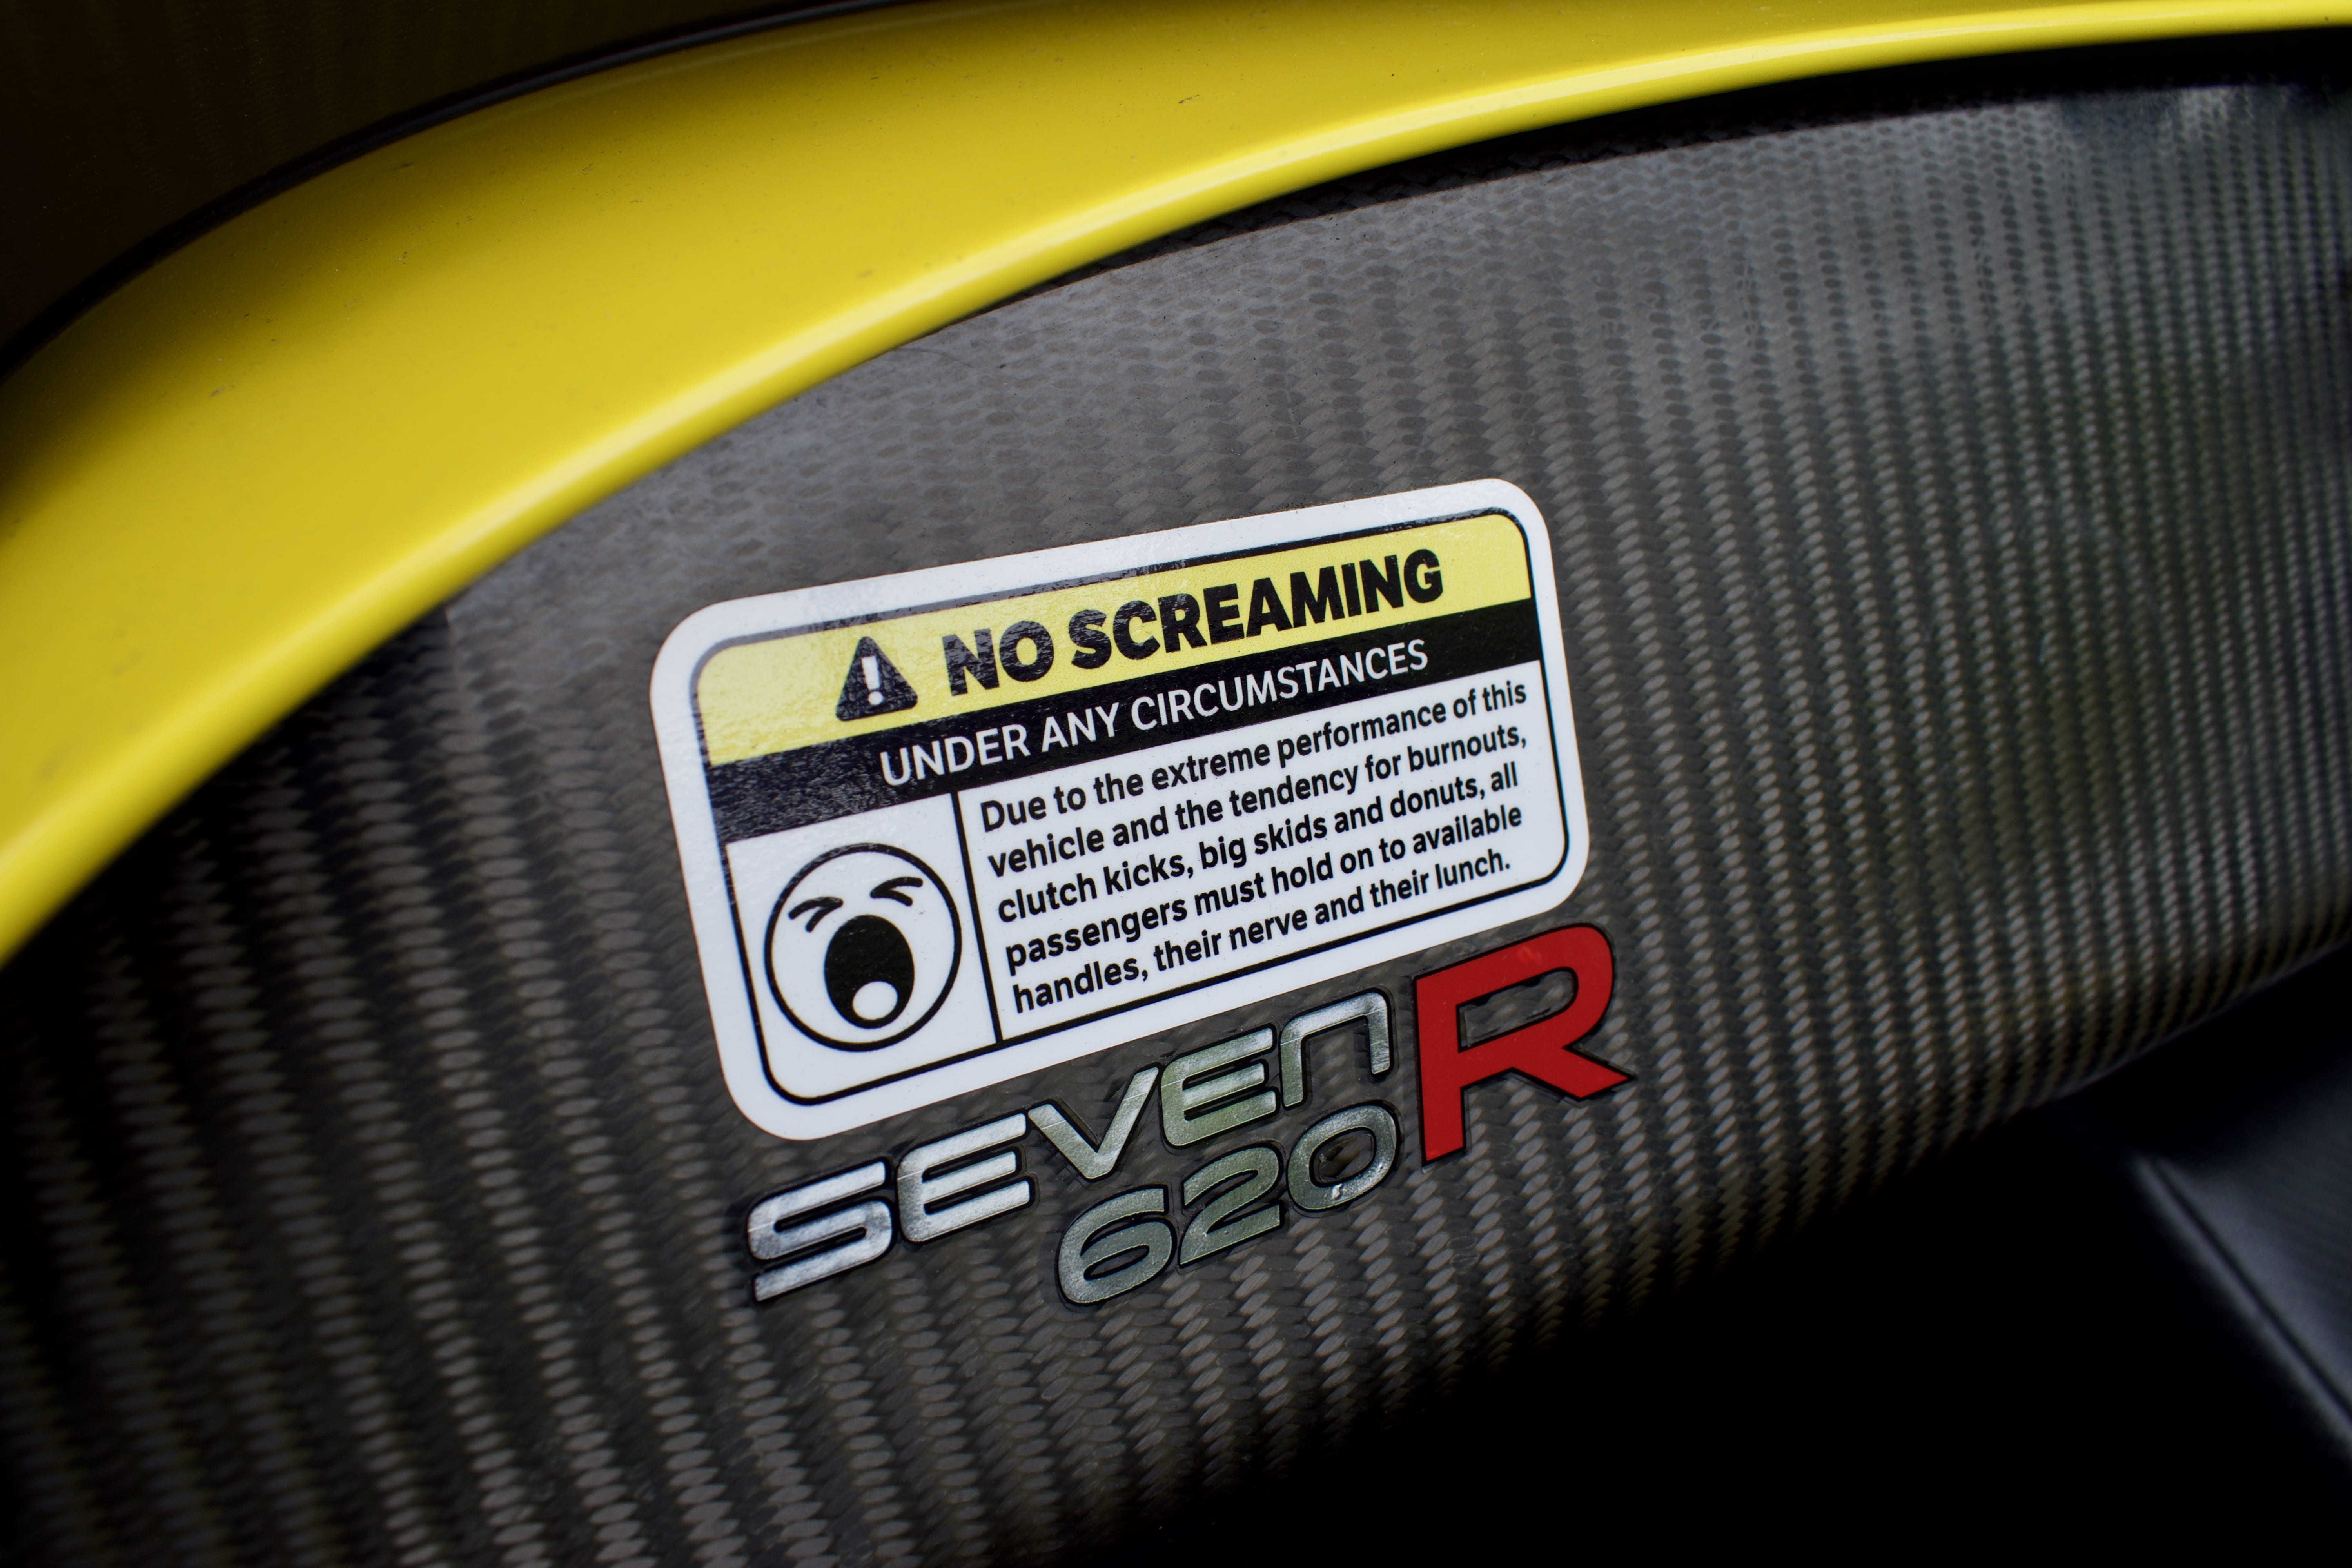 NO SCREAMING
UNDER ANY CIRCUMSTANCES
Due to the extreme performance of this
vehicle and the tendency for burnouts,
clutch kicks, big skids and donuts, all
passengers must hold on to available
handles, their nerve and their lunch.
SEVEN R
620